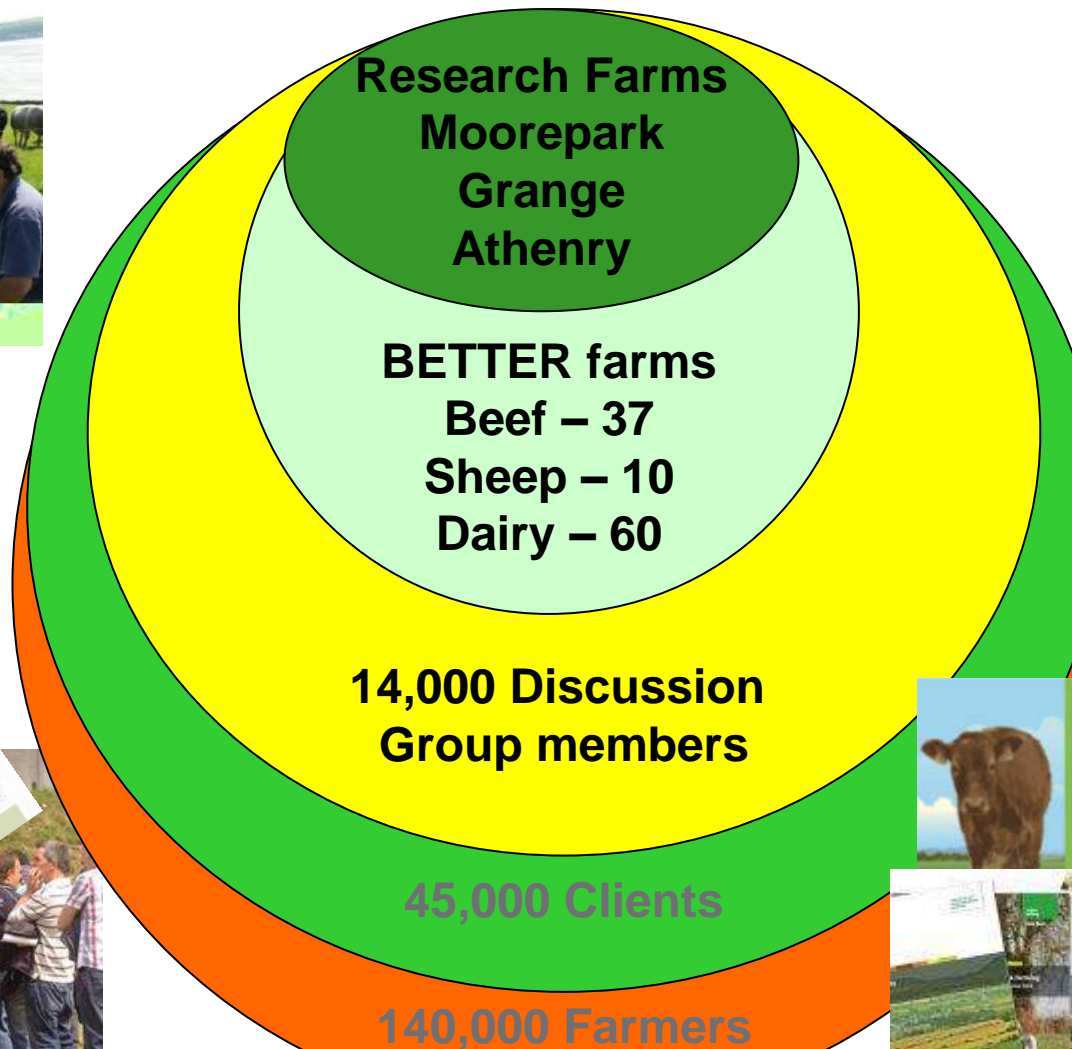 Research Farms
Moorepark
Grange
Athenry
BETTER farms
Beef – 37
Sheep – 10
Dairy – 60
14,000 Discussion
Group members
45,000 Clients
140,000 Farmers